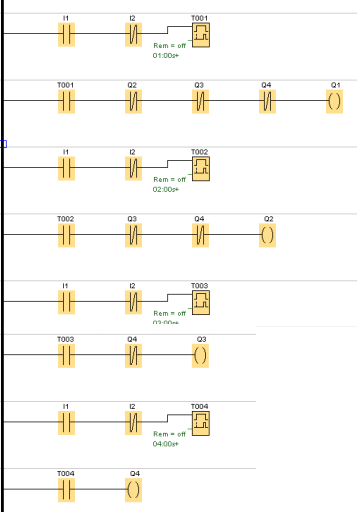 I1 I2 T001
Rem = off
01:00s+
T001 Q2 Q3 Q4 Q1
I1 I2 T002
Rem = off
02:00s+
T002 Q3 Q4 Q2
I1 I2 T003
Rem = off
03:00s+
T003 Q4 Q3
I1 I2 T004
Rem = off
04:00s+
T004 Q4